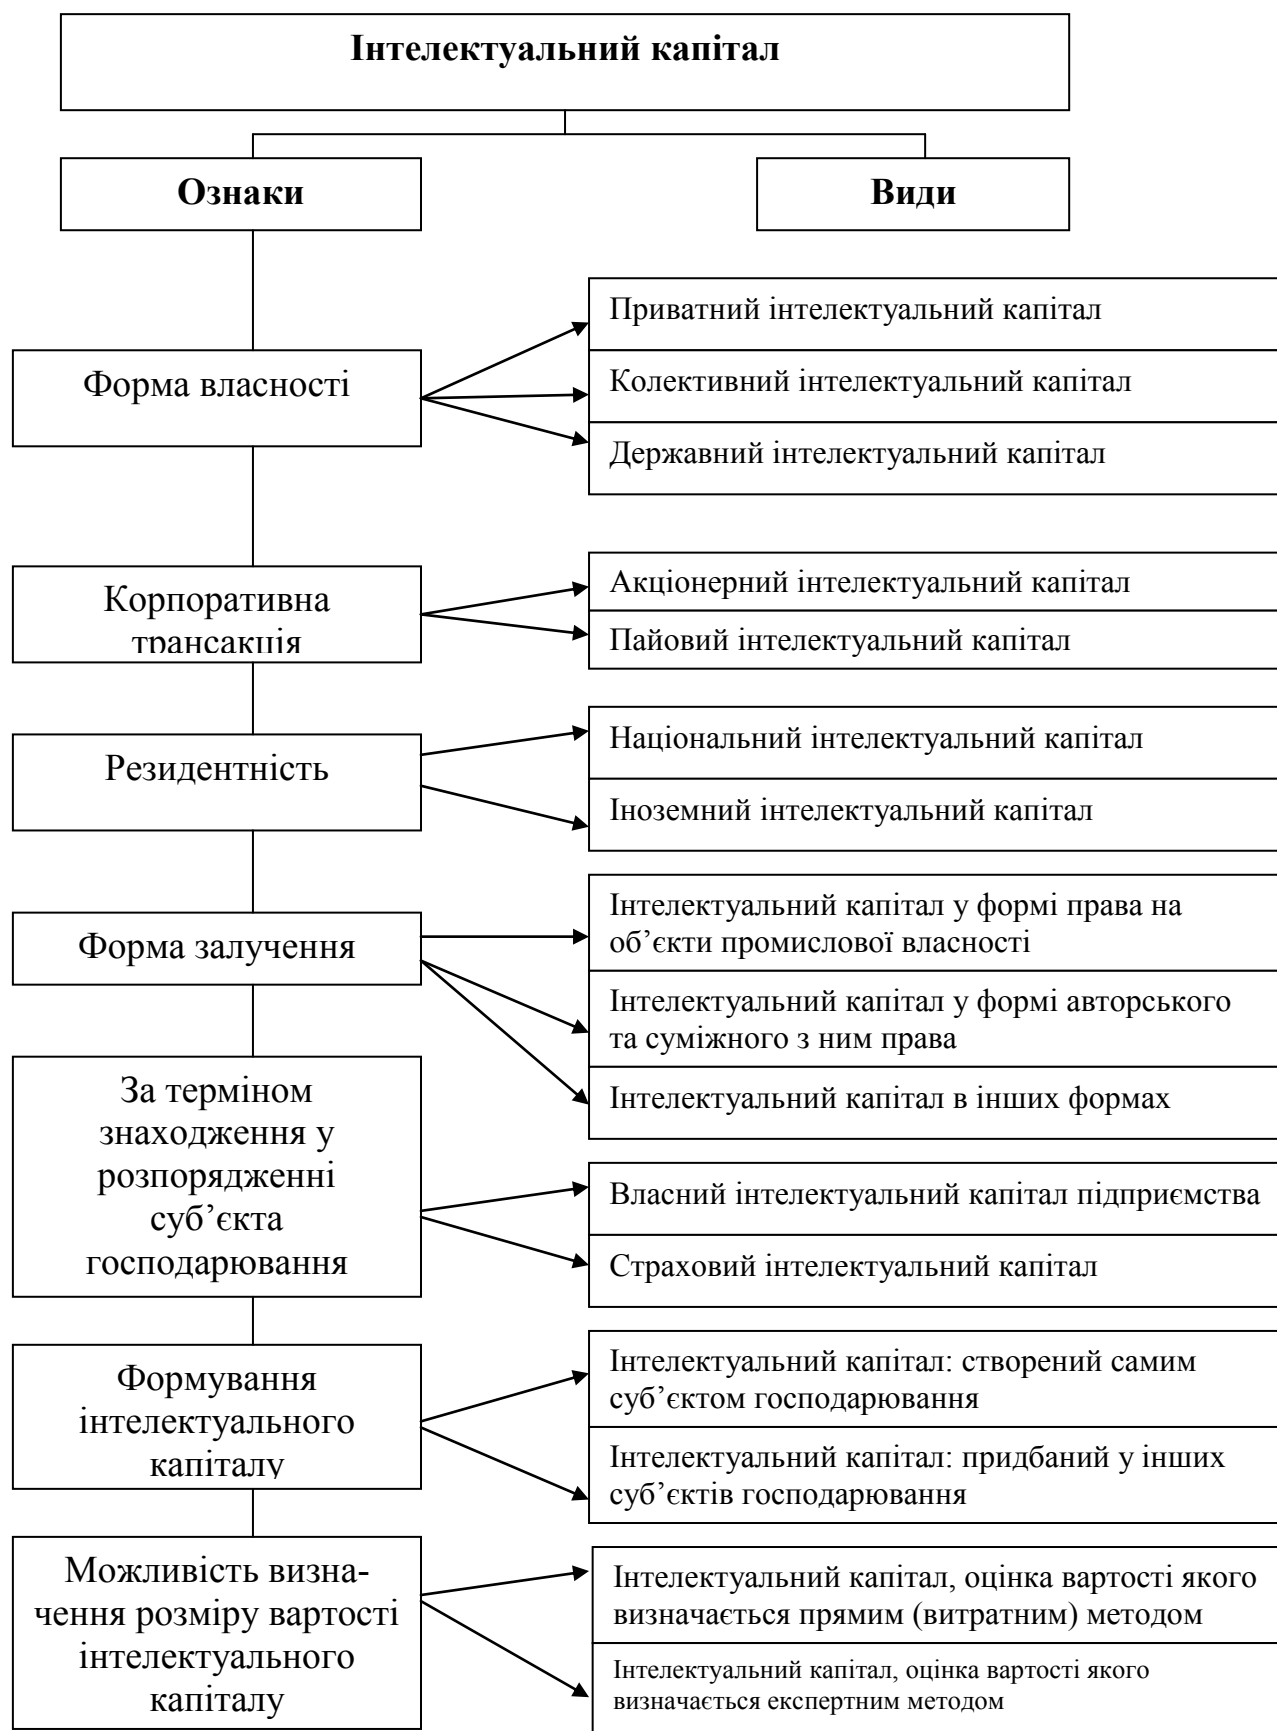 Інтелектуальний капітал
Ознаки
Види
Форма власності
Приватний інтелектуальний капітал
Колективний інтелектуальний капітал
Державний інтелектуальний капітал
Корпоративна
трансакція
Акціонерний інтелектуальний капітал
Пайовий інтелектуальний капітал
Резидентність
Національний інтелектуальний капітал
Іноземний інтелектуальний капітал
Форма залучення
Інтелектуальний капітал у формі права на
об’єкти промислової власності
Інтелектуальний капітал у формі авторського
та суміжного з ним права
Інтелектуальний капітал в інших формах
За терміном
знаходження у
розпорядженні
суб’єкта
господарювання
Власний інтелектуальний капітал підприємства
Страховий інтелектуальний капітал
Формування
інтелектуального
капіталу
Інтелектуальний капітал: створений самим
суб’єктом господарювання
Інтелектуальний капітал: придбаний у інших
суб’єктів господарювання
Можливість визна-
чення розміру вартості
інтелектуального
капіталу
Інтелектуальний капітал, оцінка вартості якого
визначається прямим (витратним) методом
Інтелектуальний капітал, оцінка вартості якого
визначається експертним методом